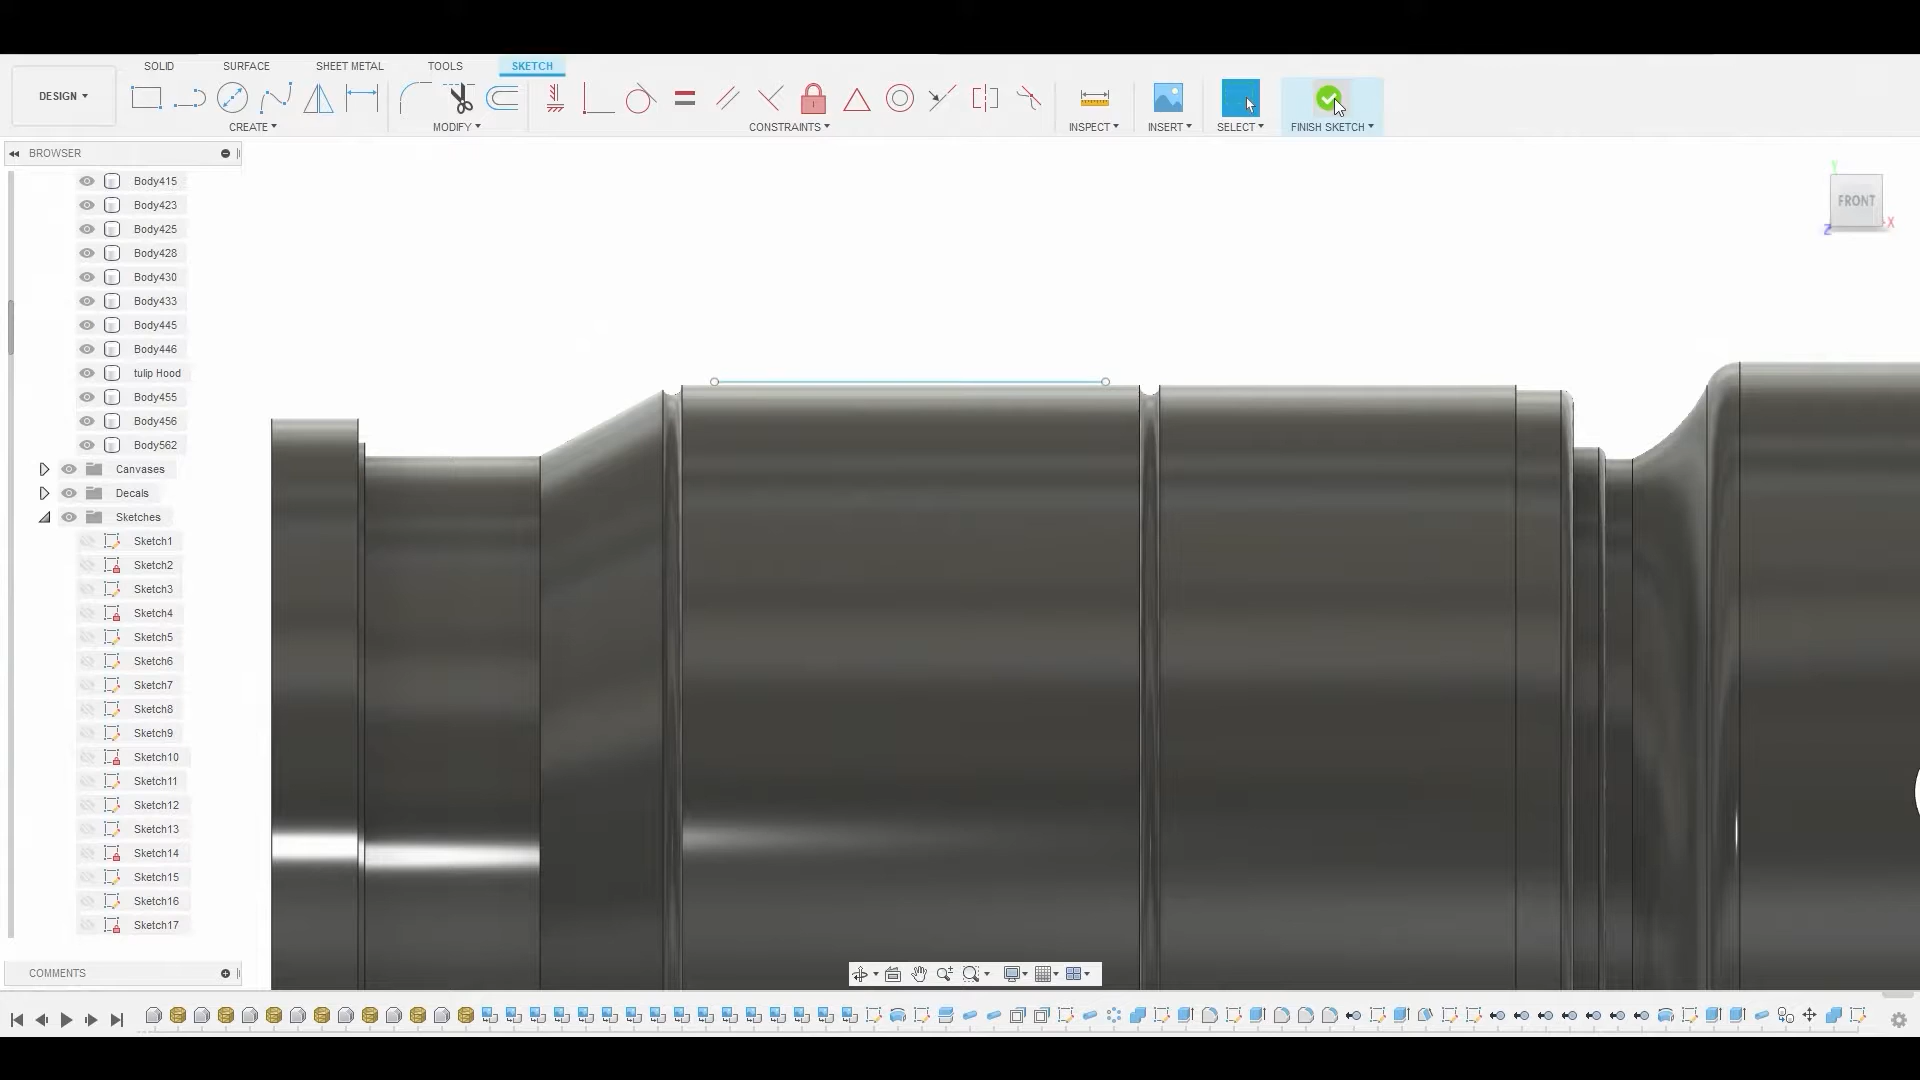 SOLID SURFACE SHEET METAL TOOLS SKETCH
DESIGN
CREATE MODIFY CONSTRAINTS INSPECT INSERT SELECT FINISH SKETCH
BROWSER
Body415
Body423
Body425
Body428
Body430
Body433
Body445
Body446
tulip Hood
Body455
Body456
Body562
Canvases
Decals
Sketches
Sketch1
Sketch2
Sketch3
Sketch4
Sketch5
Sketch6
Sketch7
Sketch8
Sketch9
Sketch10
Sketch11
Sketch12
Sketch13
Sketch14
Sketch15
Sketch16
Sketch17
COMMENTS
Y
FRONT
Z
X